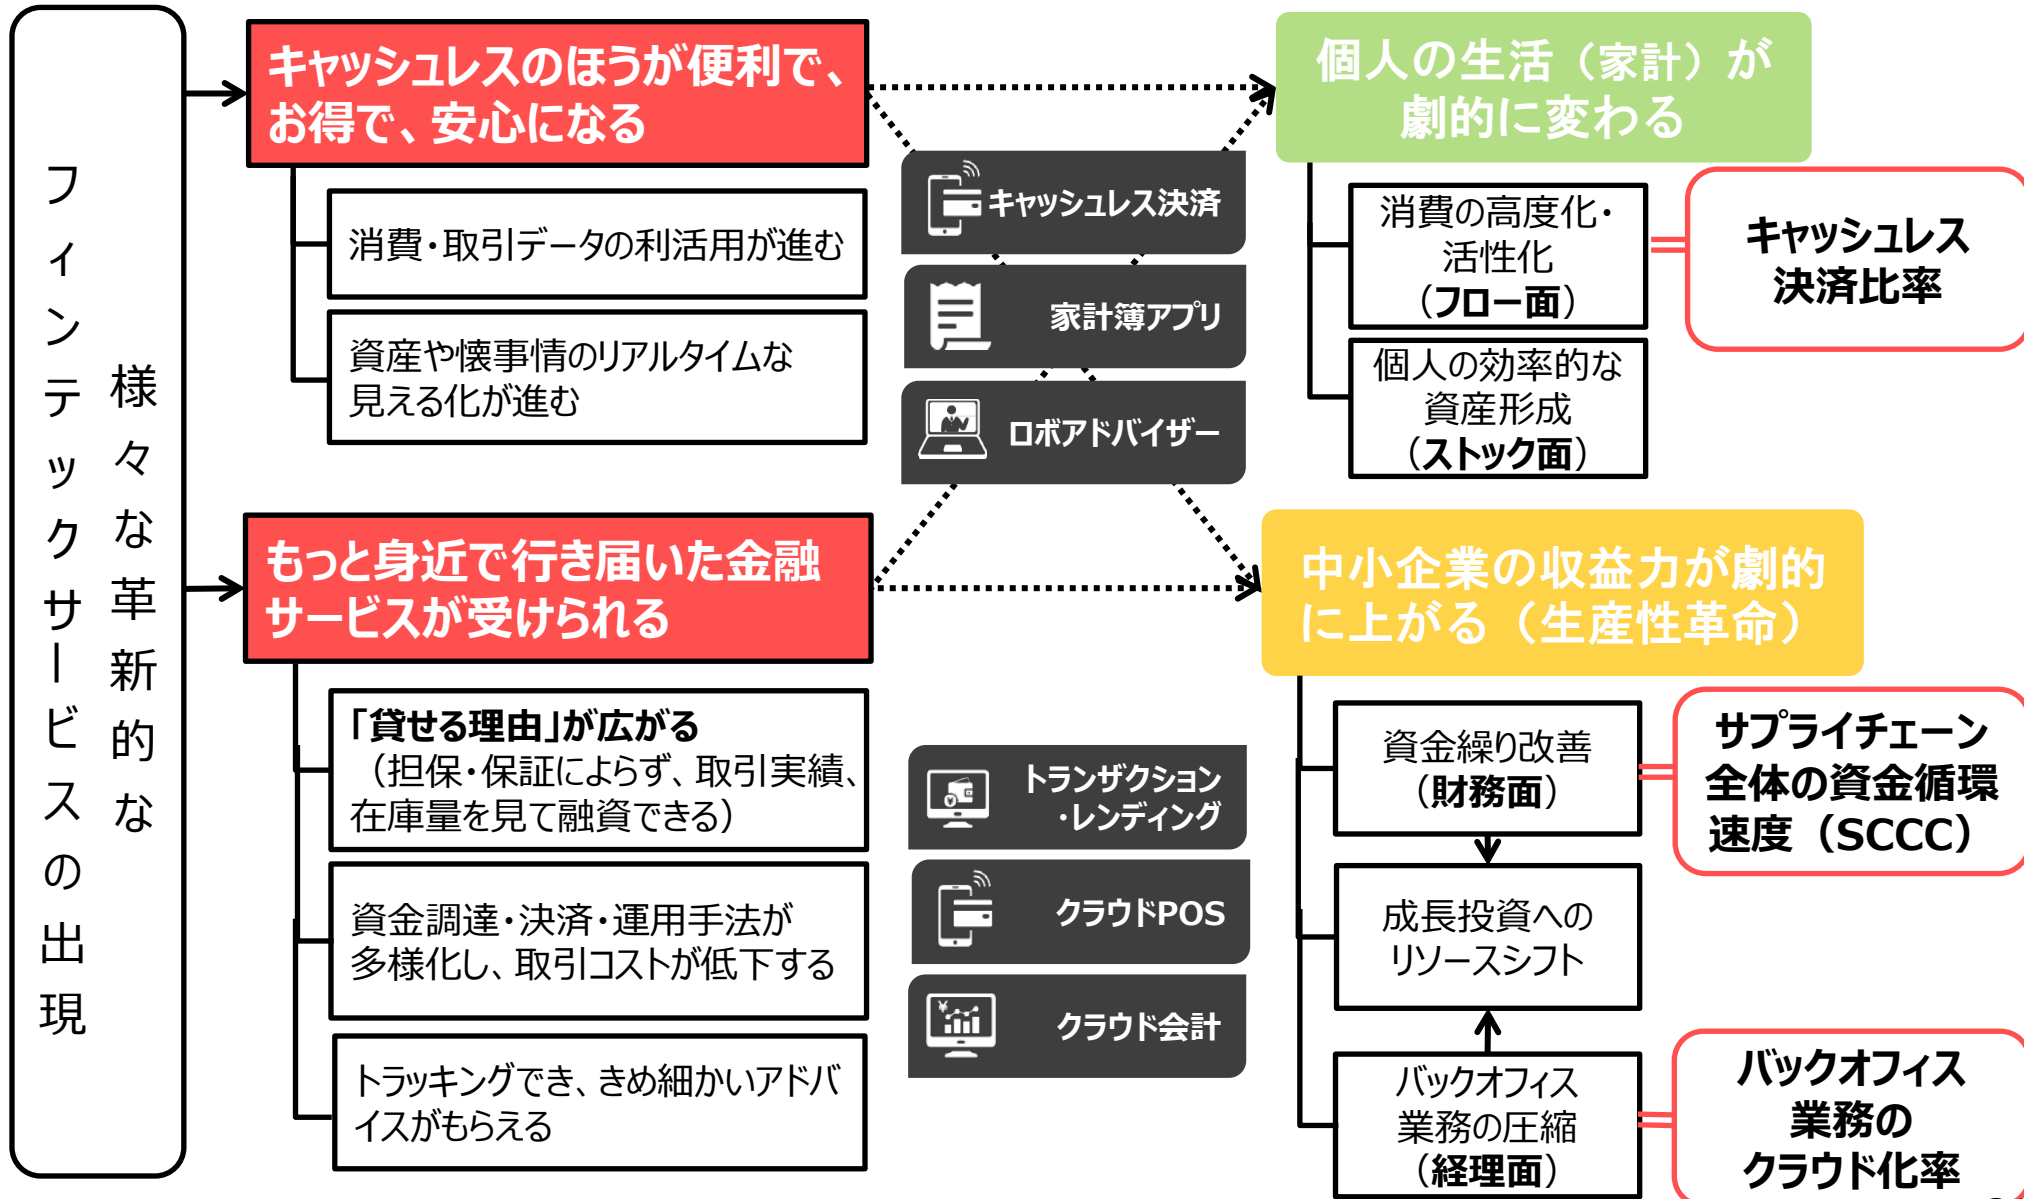 様々な革新的な
フィンテックサービスの出現
キャッシュレスのほうが便利で、
お得で、安心になる
消費・取引データの利活用が進む
資産や懐事情のリアルタイムな
見える化が進む
もっと身近で行き届いた金融
サービスが受けられる
「貸せる理由」が広がる
（担保・保証によらず、取引実績、
在庫量を見て融資できる）
資金調達・決済・運用手法が
多様化し、取引コストが低下する
トラッキングでき、きめ細かいアドバ
イスがもらえる
キャッシュレス決済
家計簿アプリ
ロボアドバイザー
トランザクション
・レンディング
クラウドPOS
クラウド会計
個人の生活（家計）が
劇的に変わる
消費の高度化・
活性化
（フロー面）
個人の効率的な
資産形成
（ストック面）
キャッシュレス
決済比率
中小企業の収益力が劇的
に上がる（生産性革命）
資金繰り改善
（財務面）
成長投資への
リソースシフト
バックオフィス
業務の圧縮
（経理面）
サプライチェーン
全体の資金循環
速度（SCCC）
バックオフィス
業務の
クラウド化率